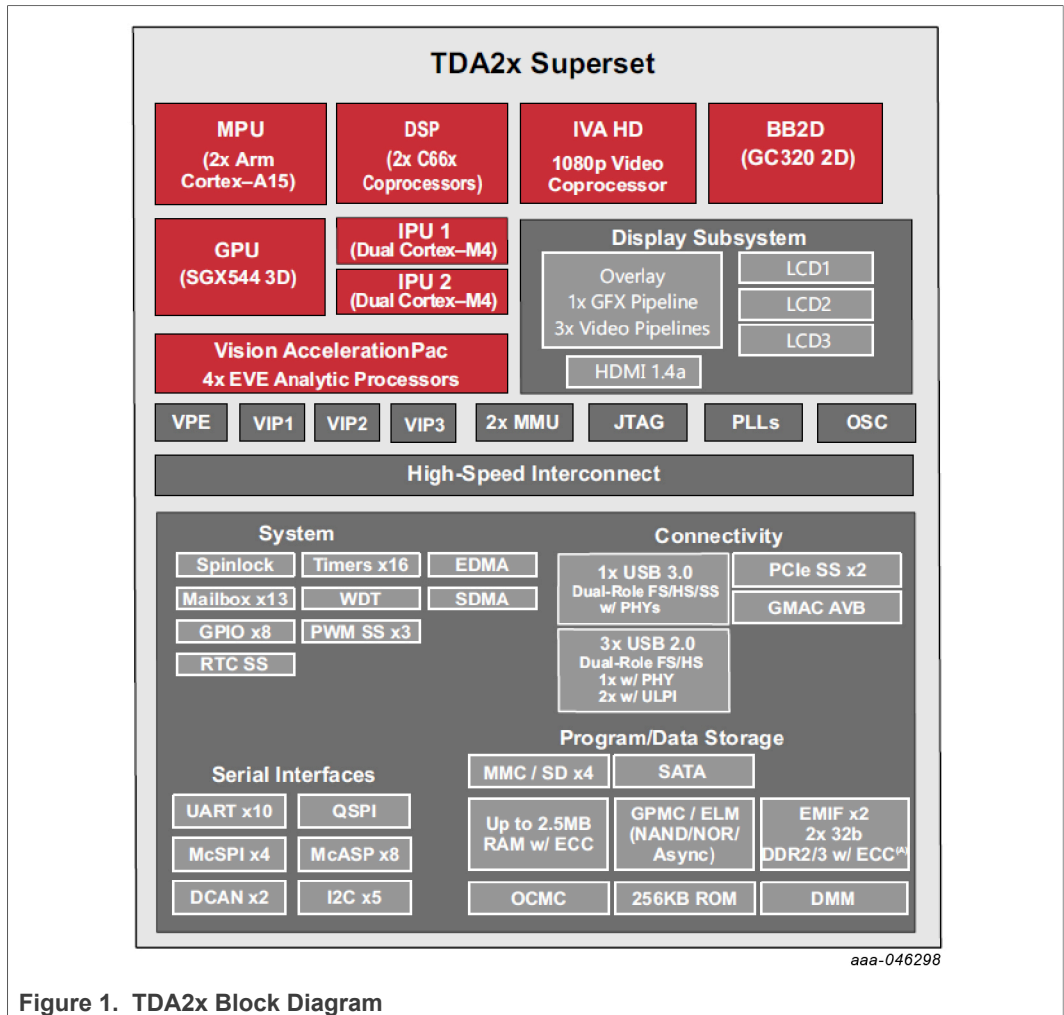 TDA2x Superset
MPU
(2x Arm
Cortex–A15)
DSP
(2x C66x
Coprocessors)
IVA HD
1080p Video
Coprocessor
BB2D
(GC320 2D)
GPU
(SGX544 3D)
IPU 1
(Dual Cortex–M4)
IPU 2
(Dual Cortex–M4)
Display Subsystem
Overlay
1x GFX Pipeline
3x Video Pipelines
LCD1
LCD2
LCD3
HDMI 1.4a
Vision AccelerationPac
4x EVE Analytic Processors
VPE
VIP1
VIP2
VIP3
2x MMU
JTAG
PLLs
OSC
High-Speed Interconnect
System
Spinlock
Timers x16
EDMA
Mailbox x13
WDT
SDMA
GPIO x8
PWM SS x3
RTC SS
Connectivity
1x USB 3.0
Dual-Role FS/HS/SS
w/ PHYs
PCIe SS x2
GMAC AVB
3x USB 2.0
Dual-Role FS/HS
1x w/ PHY
2x w/ ULPI
Program/Data Storage
MMC / SD x4
SATA
Up to 2.5MB
RAM w/ ECC
GPMC / ELM
(NAND/NOR/
Async)
EMIF x2
2x 32b
DDR2/3 w/ ECC(A)
OCMC
256KB ROM
DMM
Serial Interfaces
UART x10
QSPI
McSPI x4
McASP x8
DCAN x2
I2C x5
aaa-046298
Figure 1. TDA2x Block Diagram